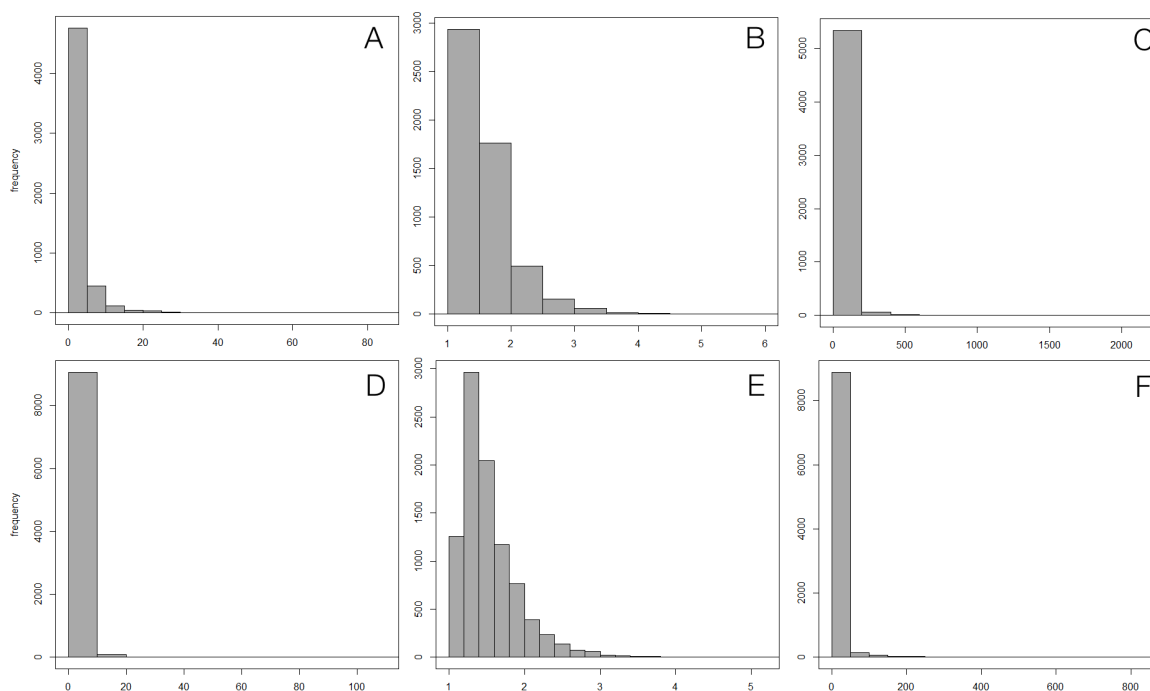 A
frequency
0 1000 2000 3000 4000
0 20 40 60 80
B
0 500 1000 1500 2000 2500 3000
1 2 3 4 5 6
C
0 1000 2000 3000 4000 5000
0 500 1000 1500 2000
D
frequency
0 2000 4000 6000 8000
0 20 40 60 80 100
E
0 500 1000 1500 2000 2500 3000
1 2 3 4 5
F
0 2000 4000 6000 8000
0 200 400 600 800